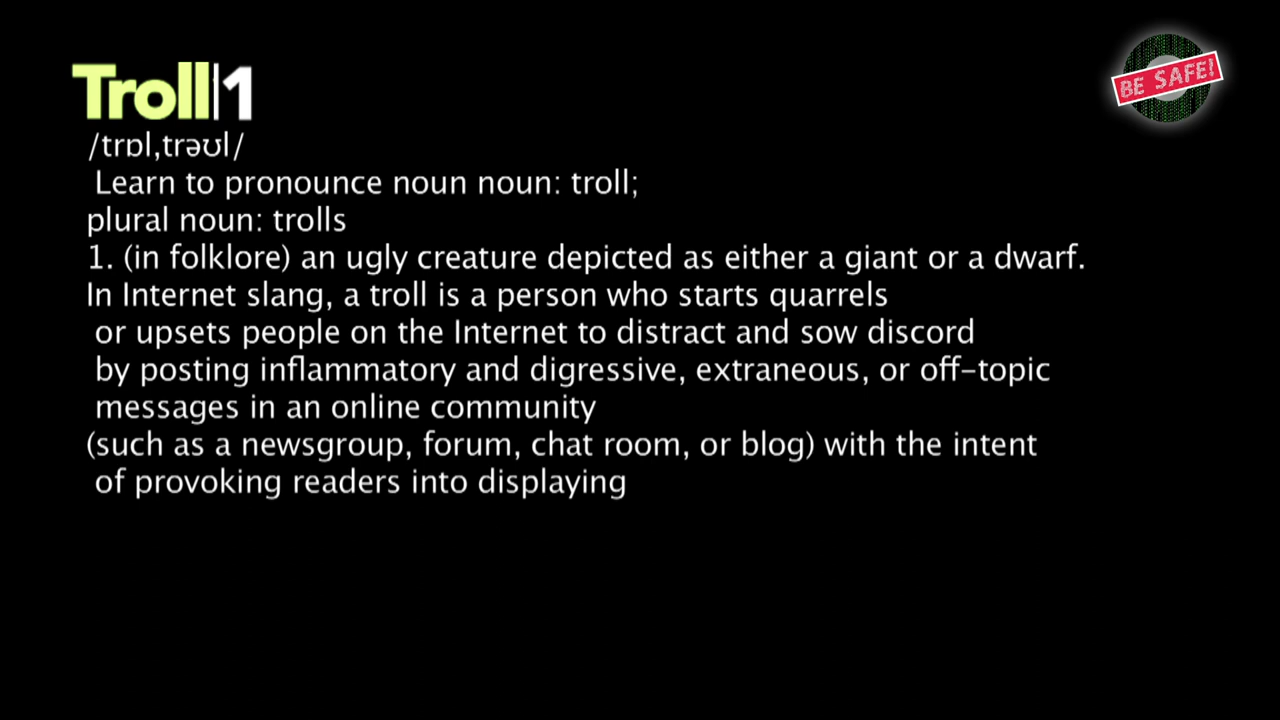 Troll|1
BE SAFE!
/trɒl,trəʊl/
Learn to pronounce noun noun: troll;
plural noun: trolls
1. (in folklore) an ugly creature depicted as either a giant or a dwarf.
In Internet slang, a troll is a person who starts quarrels
or upsets people on the Internet to distract and sow discord
by posting inflammatory and digressive, extraneous, or off-topic
messages in an online community
(such as a newsgroup, forum, chat room, or blog) with the intent
of provoking readers into displaying